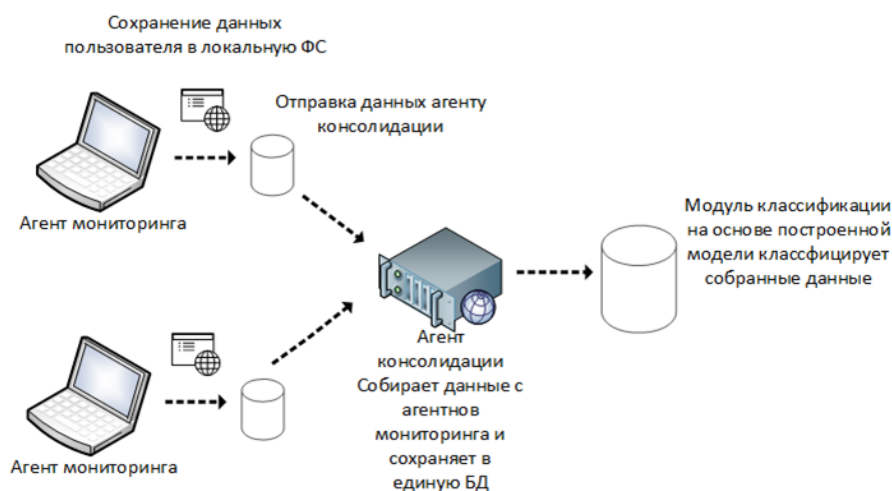 Сохранение данных
пользователя в локальную ФС
Отправка данных агенту
консолидации
Агент мониторинга
Модуль классификации
на основе построенной
модели классфицирует
собранные данные
Агент
консолидации
Собирает данные с
агентнов
мониторинга и
сохраняет в
единую БД
Агент мониторинга